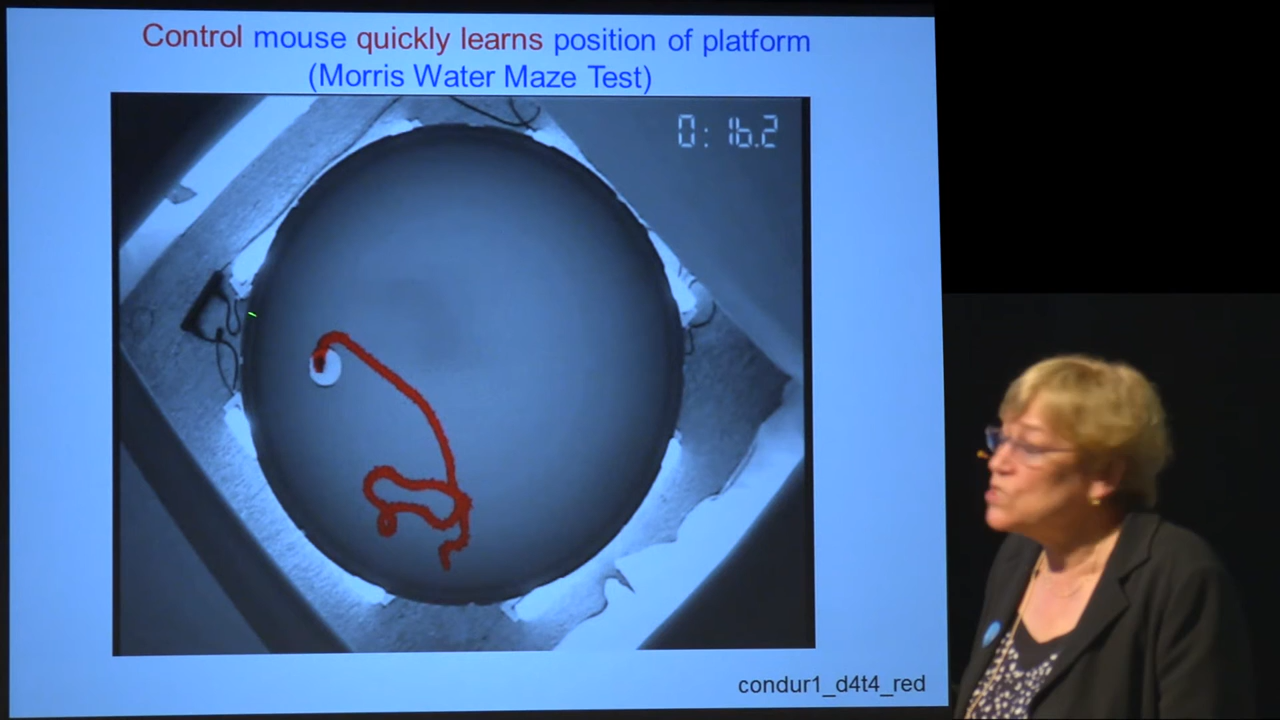 Control mouse quickly learns position of platform
(Morris Water Maze Test)
0:16.2
condur1_d4t4_red